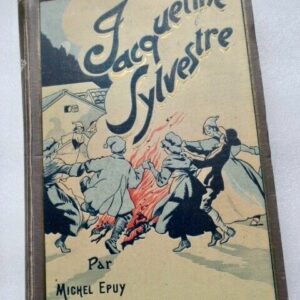 Jacqueline
Sylvestre
Par
MICHEL EPUY